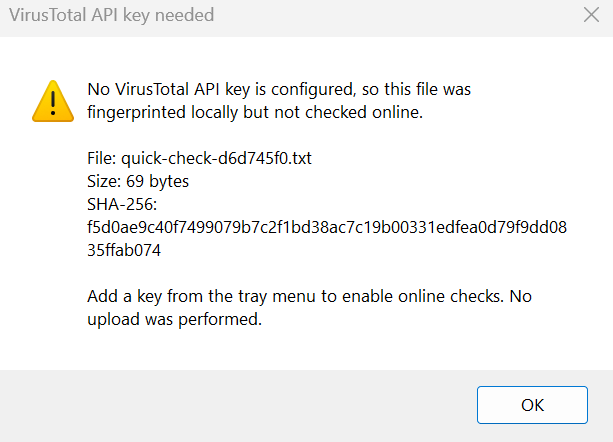 VirusTotal API key needed
No VirusTotal API key is configured, so this file was
fingerprinted locally but not checked online.
File: quick-check-d6d745f0.txt
Size: 69 bytes
SHA-256:
f5d0ae9c40f7499079b7c2f1bd38ac7c19b00331edfea0d79f9dd08
35ffab074
Add a key from the tray menu to enable online checks. No
upload was performed.
OK